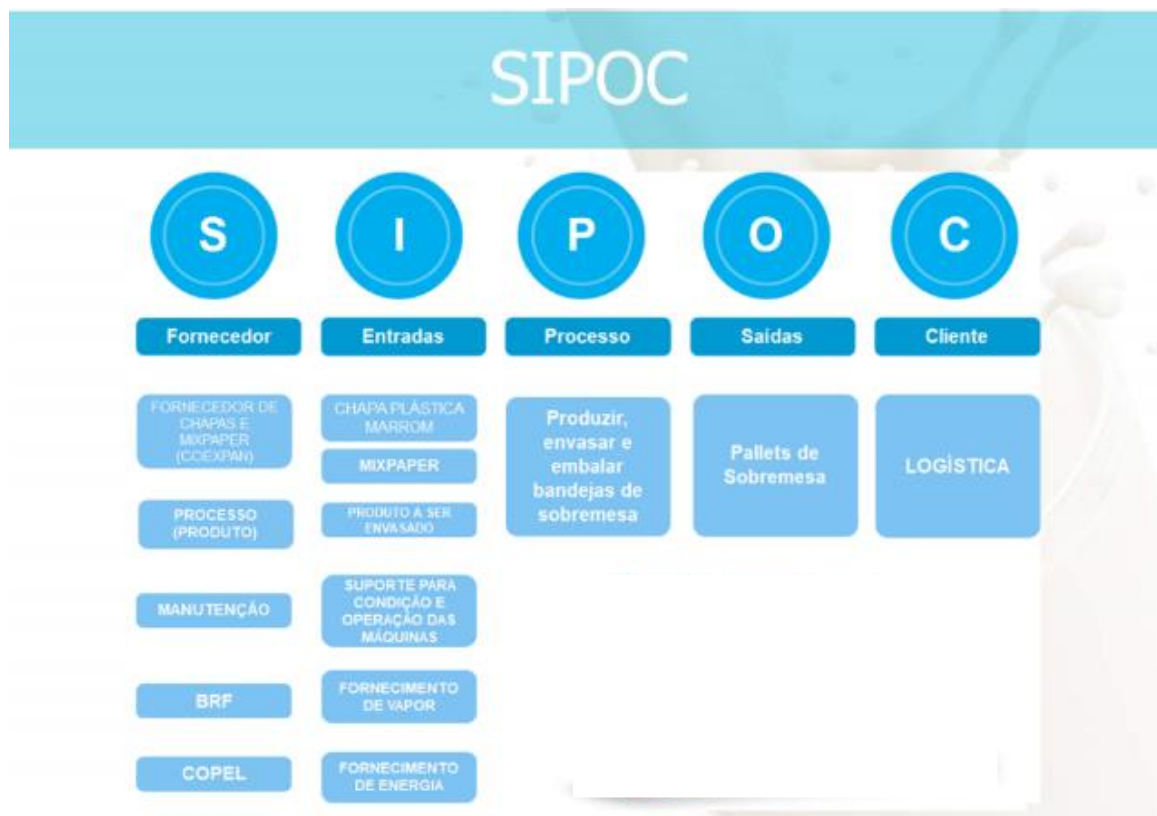 SIPOC
S
I
P
O
C
Fornecedor
Entradas
Processo
Saídas
Cliente
FORNECEDOR DE
CHAPAS E
MIXPAPER
(COEXPAN)
PROCESSO
(PRODUTO)
MANUTENÇÃO
BRF
COPEL
CHAPA PLÁSTICA
MARROM
MIXPAPER
PRODUTO A SER
ENVASADO
SUPORTE PARA
CONDIÇÃO E
OPERAÇÃO DAS
MÁQUINAS
FORNECIMENTO
DE VAPOR
FORNECIMENTO
DE ENERGIA
Produzir,
envasar e
embalar
bandejas de
sobremesa
Pallets de
Sobremesa
LOGÍSTICA